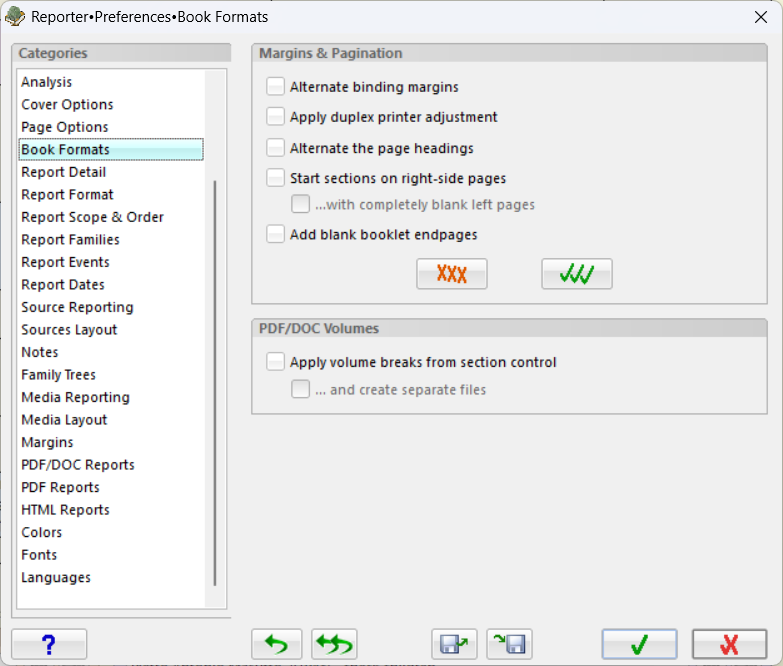 Reporter•Preferences•Book Formats
Categories
Analysis
Cover Options
Page Options
Book Formats
Report Detail
Report Format
Report Scope & Order
Report Families
Report Events
Report Dates
Source Reporting
Sources Layout
Notes
Family Trees
Media Reporting
Media Layout
Margins
PDF/DOC Reports
PDF Reports
HTML Reports
Colors
Fonts
Languages
Margins & Pagination
Alternate binding margins
Apply duplex printer adjustment
Alternate the page headings
Start sections on right-side pages
...with completely blank left pages
Add blank booklet endpages
XXX
PDF/DOC Volumes
Apply volume breaks from section control
... and create separate files
?